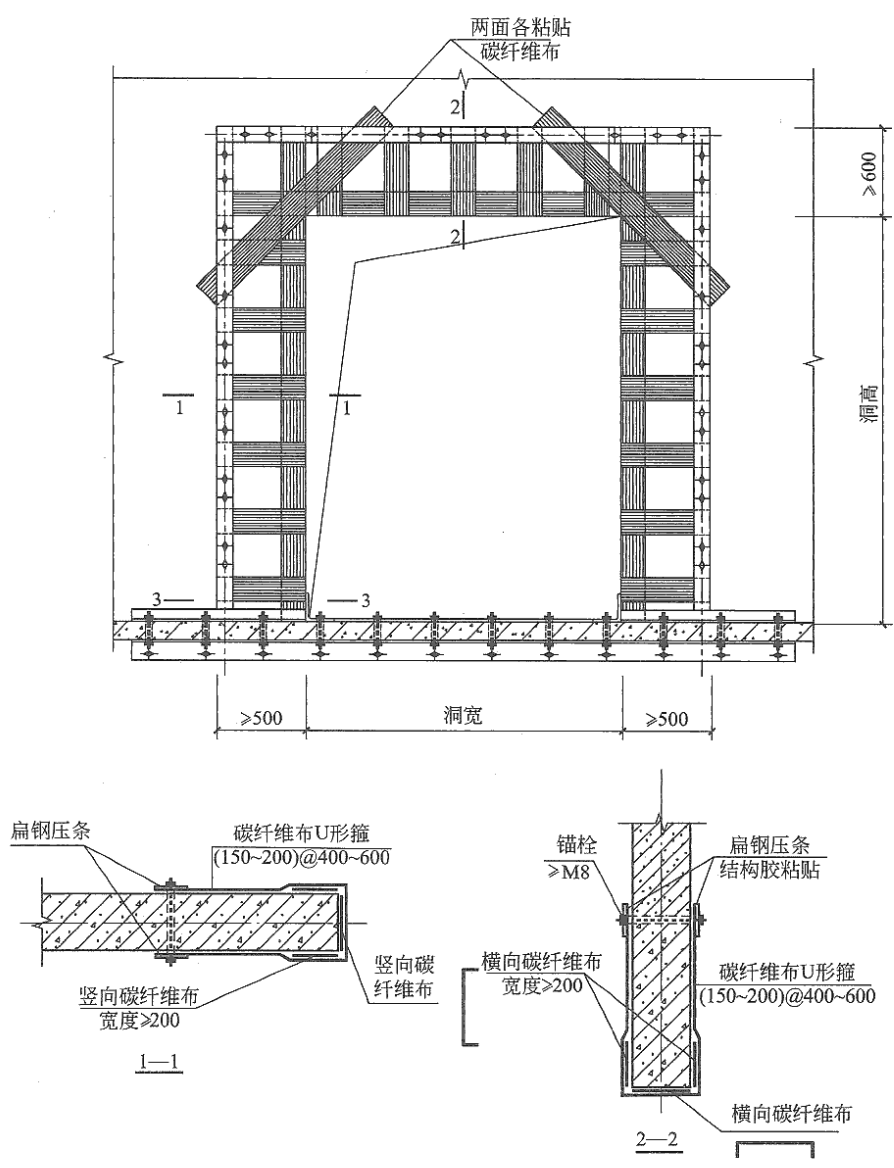 两面各粘贴
碳纤维布
2
2
≥600
洞高
1
1
3
3
≥500
洞宽
≥500
扁钢压条
碳纤维布U形箍
(150~200)@400~600
竖向碳
纤维布
竖向碳纤维布
宽度≥200
1—1
锚栓
≥M8
扁钢压条
结构胶粘贴
横向碳纤维布
宽度≥200
碳纤维布U形箍
(150~200)@400~600
横向碳纤维布
2—2